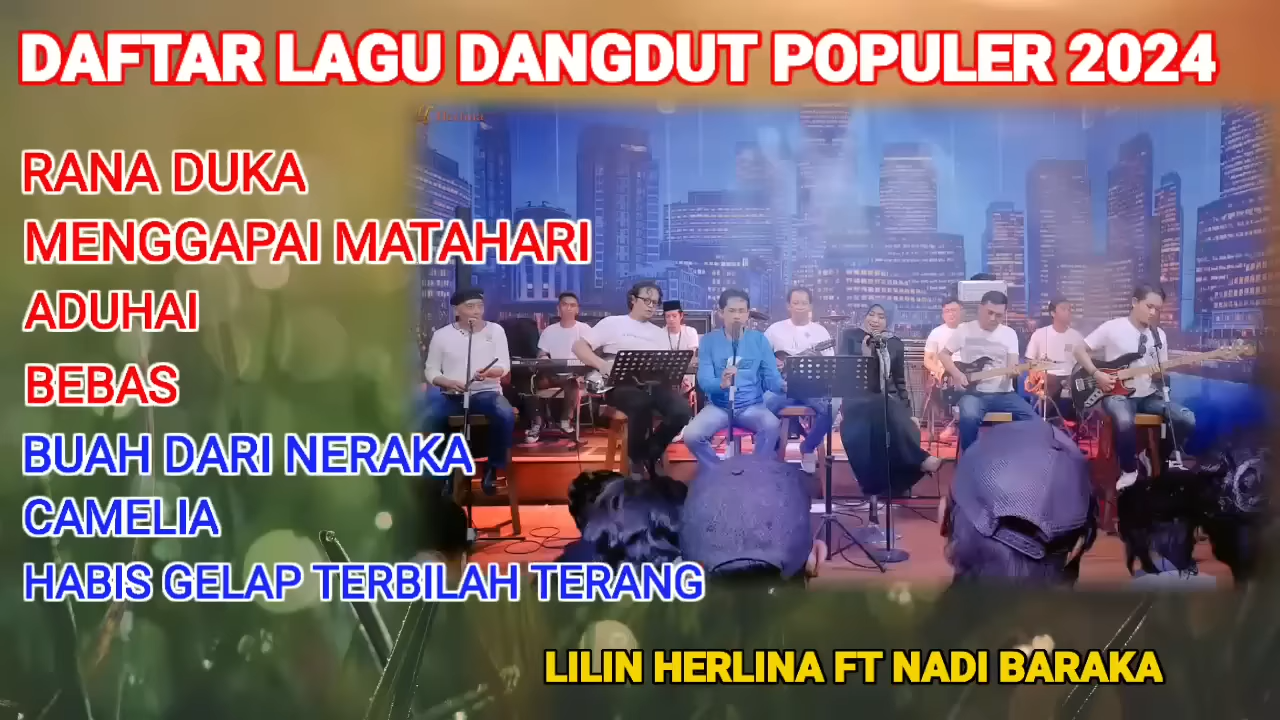 DAFTAR LAGU DANGDUT POPULER 2024
RANA DUKA
MENGGAPAI MATAHARI
ADUHAI
BEBAS
BUAH DARI NERAKA
CAMELIA
HABIS GELAP TERBILAH TERANG
LILIN HERLINA FT NADI BARAKA